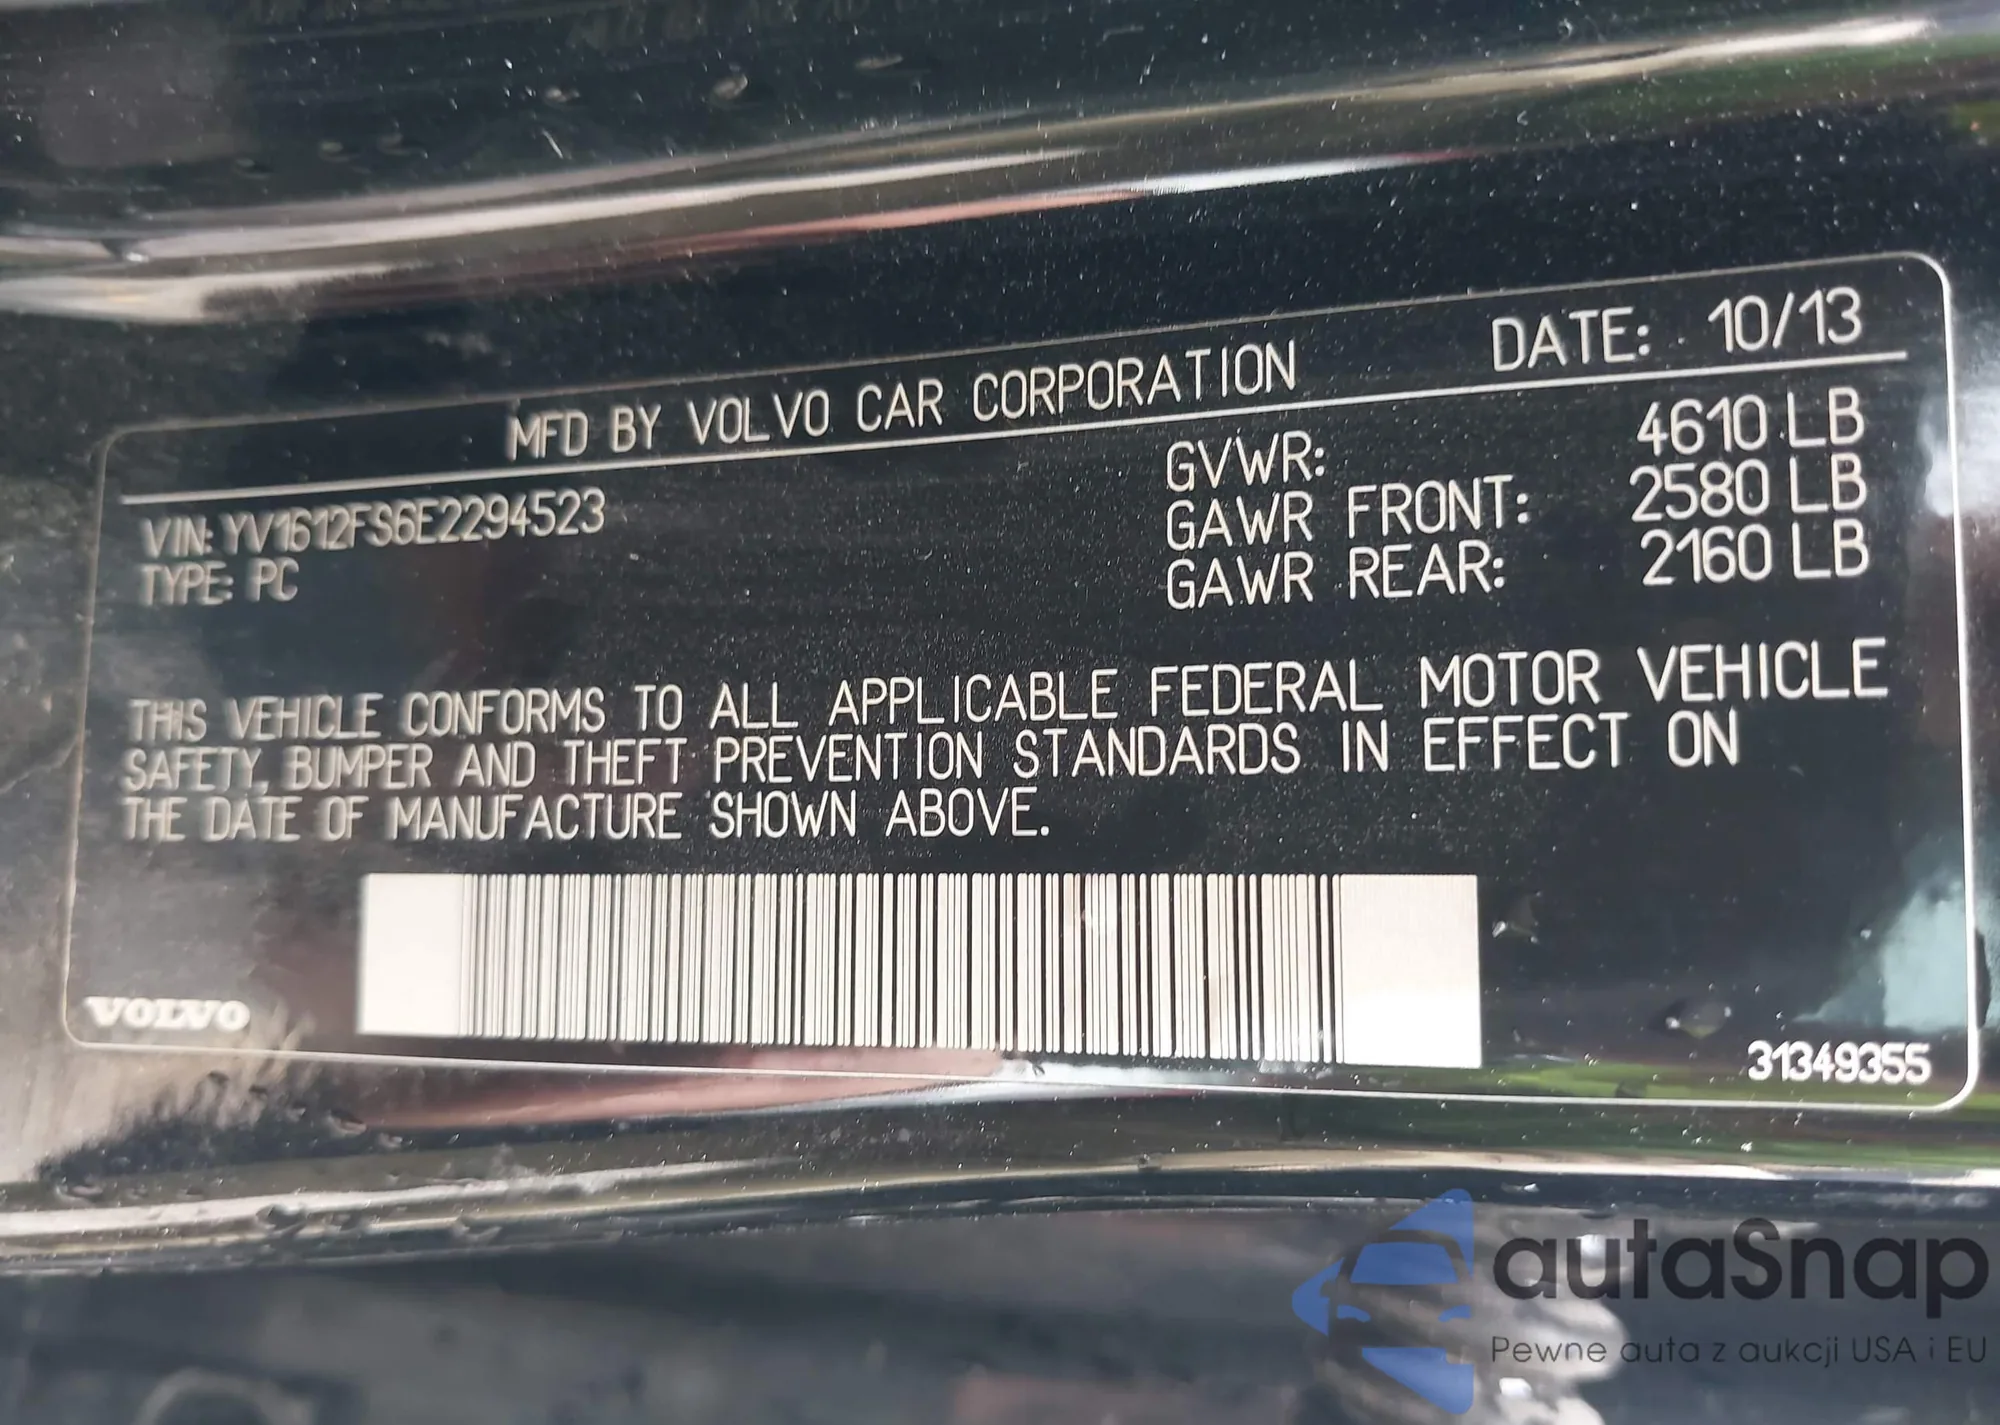 MFD BY VOLVO CAR CORPORATION DATE: 10/13
VIN: YV1612FS6E2294523
TYPE: PC
GVWR: 4610 LB
GAWR FRONT: 2580 LB
GAWR REAR: 2160 LB
THIS VEHICLE CONFORMS TO ALL APPLICABLE FEDERAL MOTOR VEHICLE
SAFETY, BUMPER AND THEFT PREVENTION STANDARDS IN EFFECT ON
THE DATE OF MANUFACTURE SHOWN ABOVE.
VOLVO
31349355
autaSnap
Pewne auta z aukcji USA i EU